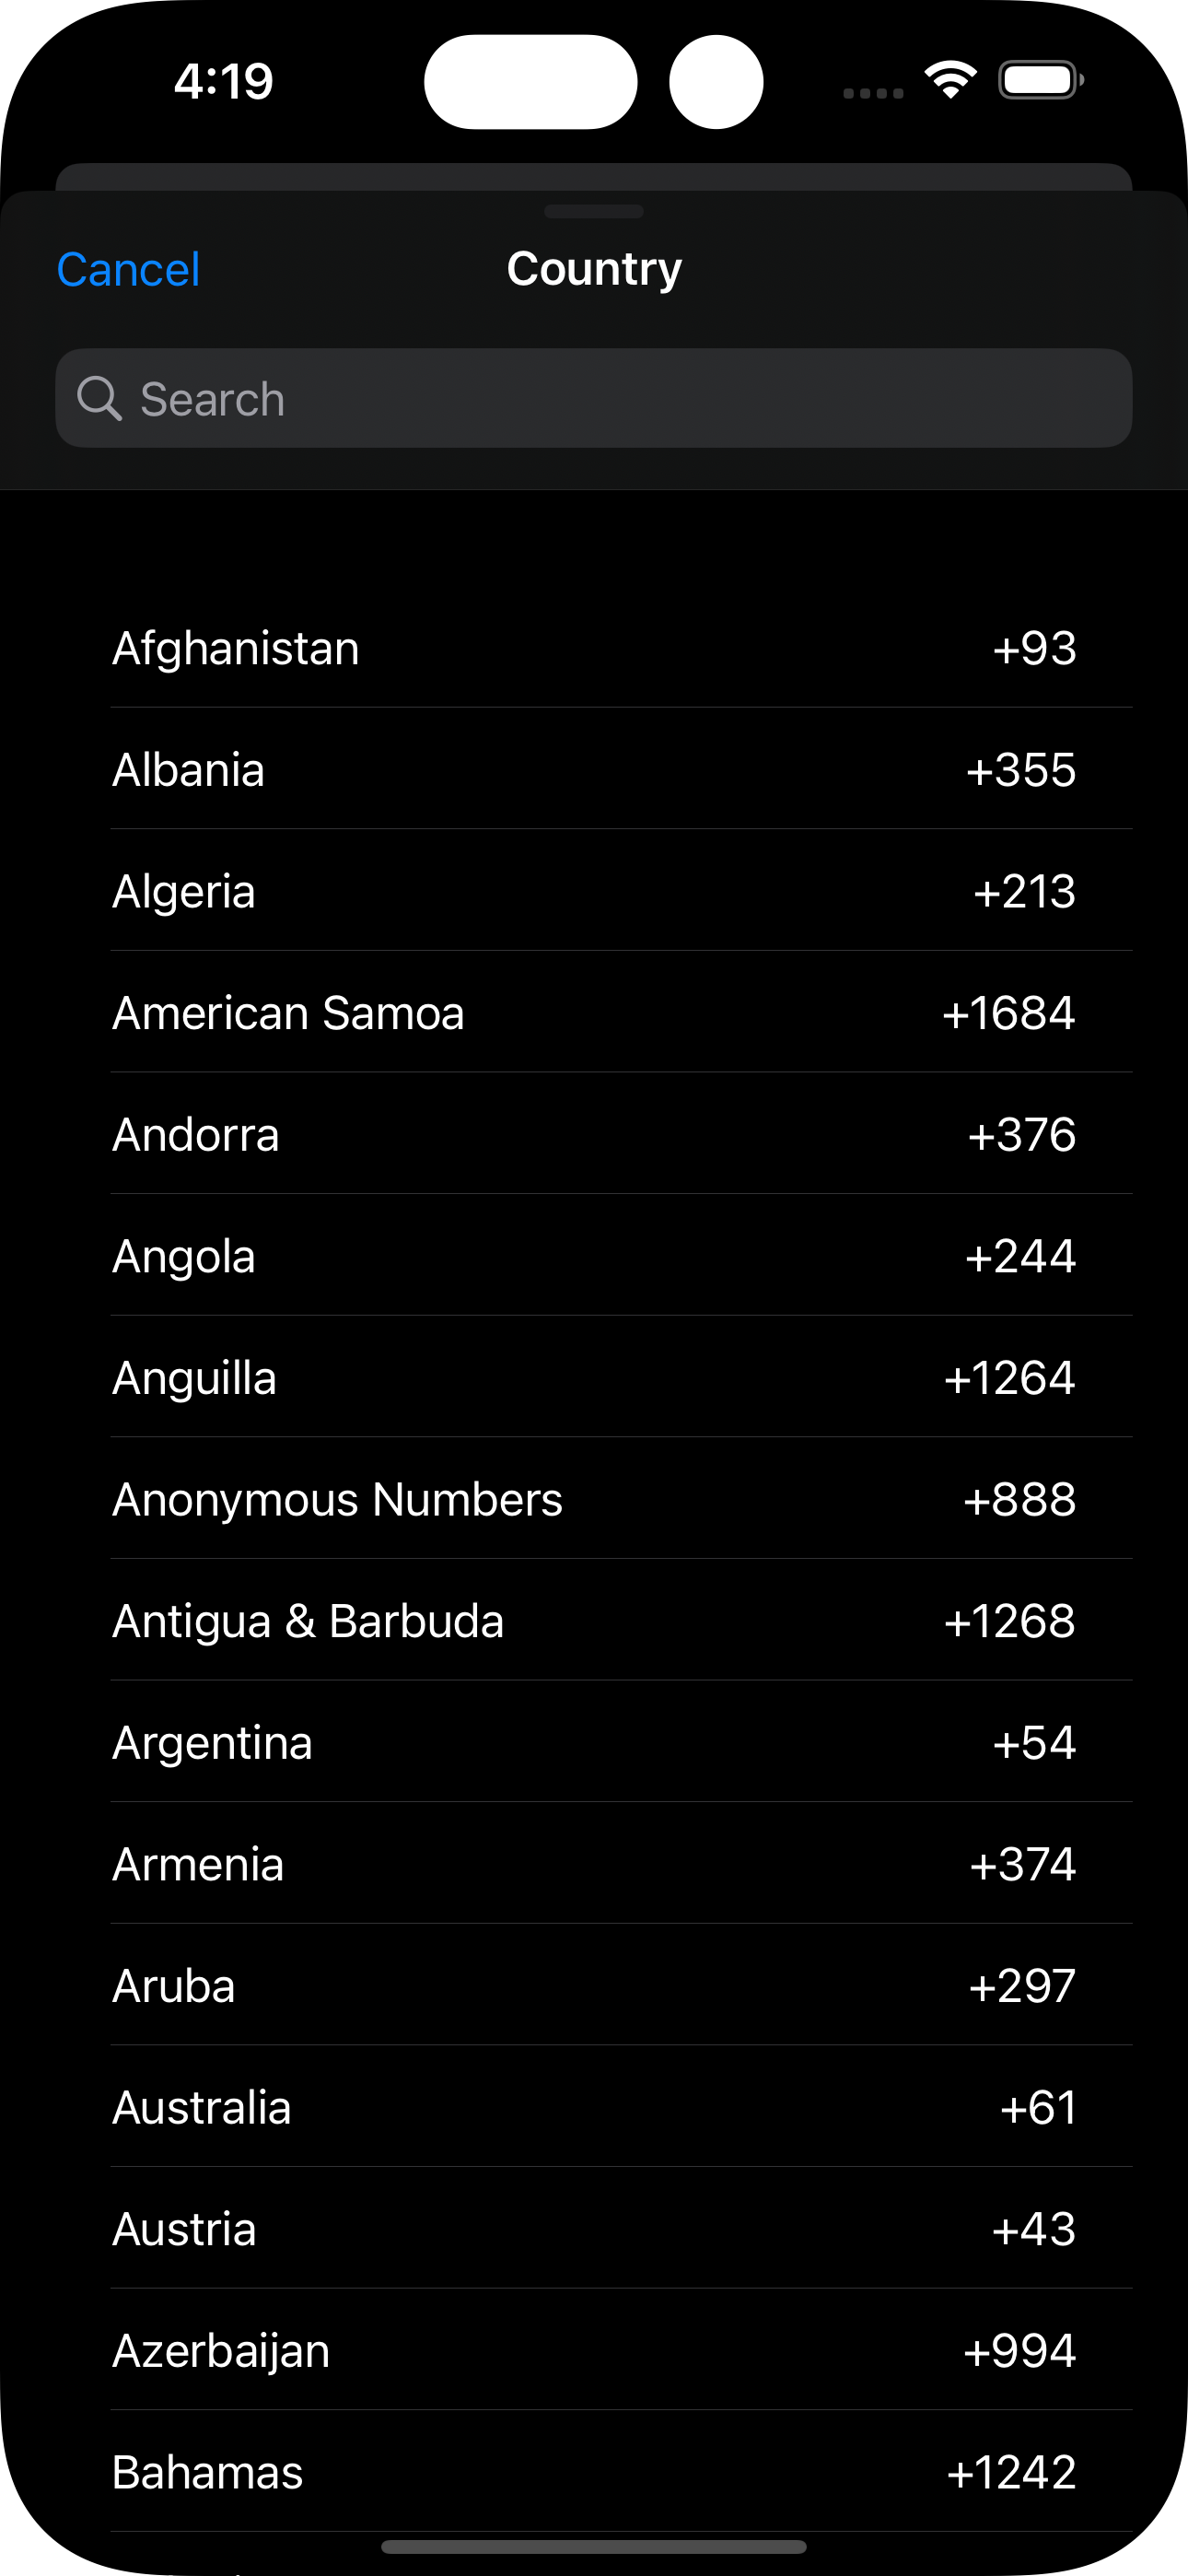 4:19
Cancel Country
Search
Afghanistan +93
Albania +355
Algeria +213
American Samoa +1684
Andorra +376
Angola +244
Anguilla +1264
Anonymous Numbers +888
Antigua & Barbuda +1268
Argentina +54
Armenia +374
Aruba +297
Australia +61
Austria +43
Azerbaijan +994
Bahamas +1242